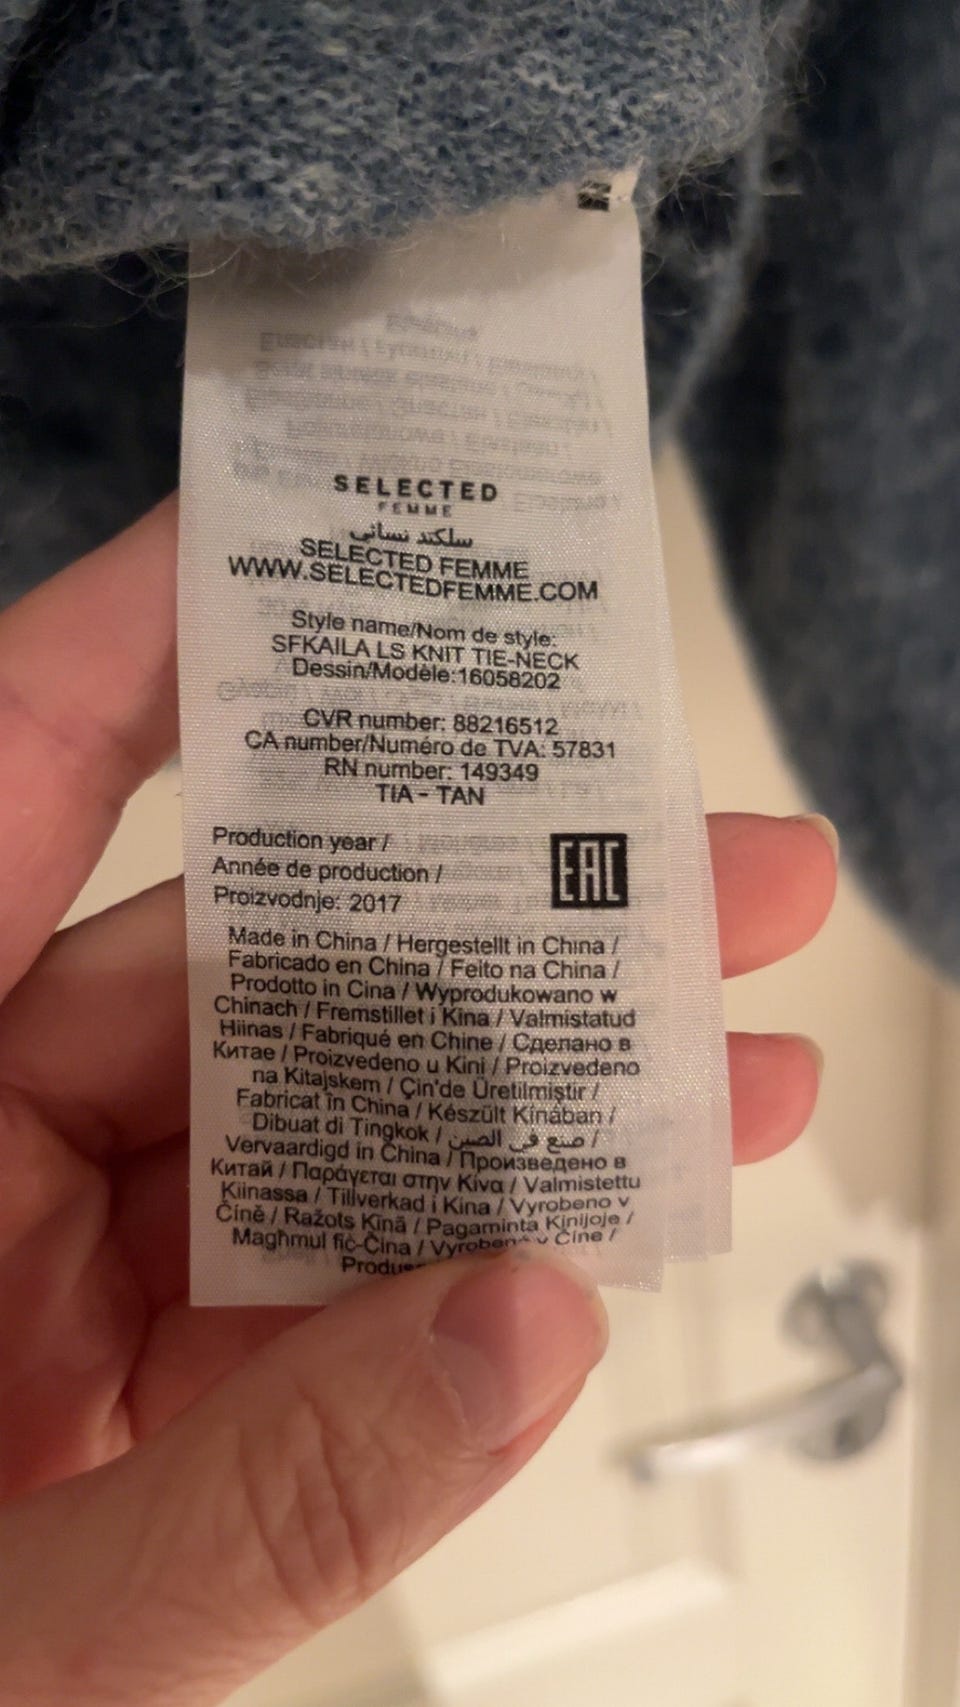 SELECTED
FEMME
سلكتد نسائي
SELECTED FEMME
WWW.SELECTEDFEMME.COM
Style name/Nom de style:
SFKAILA LS KNIT TIE-NECK
Dessin/Modèle:16058202
CVR number: 88216512
CA number/Numéro de TVA: 57831
RN number: 149349
TIA - TAN
Production year /
Année de production /
Proizvodnje: 2017
EAC
Made in China / Hergestellt in China /
Fabricado en China / Feito na China /
Prodotto in Cina / Wyprodukowano w
Chinach / Fremstillet i Kina / Valmistatud
Hiinas / Fabriqué en Chine / Сделано в
Китае / Proizvedeno u Kini / Proizvedeno
na Kitajskem / Çin'de Üretilmiştir /
Fabricat în China / Készült Kínában /
Dibuat di Tingkok / صنع في الصين /
Vervaardigd in China / Произведено в
Китай / Παράγεται στην Κίνα / Valmistettu
Kiinassa / Tillverkad i Kina / Vyrobeno v
Číně / Ražots Ķīnā / Pagaminta Kinijoje /
Magħmul fiċ-Ċina / Vyrobené v Číne /